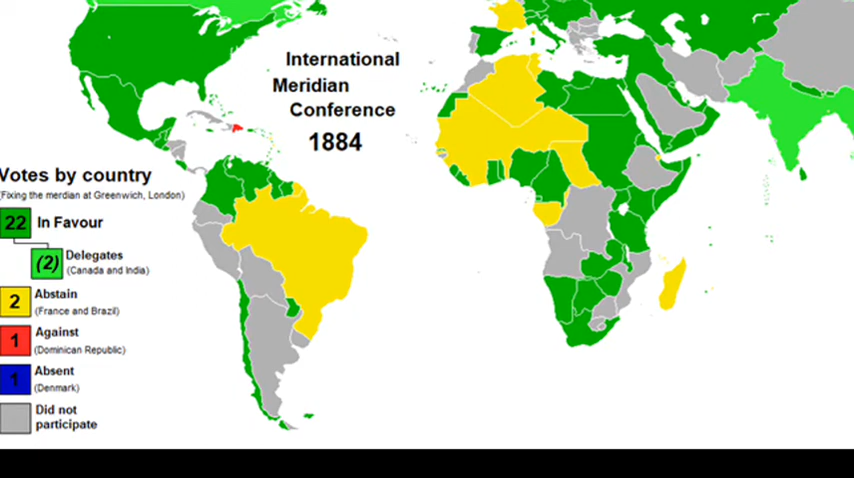 International
Meridian
Conference
1884
Votes by country
(Fixing the merdian at Greenwich, London)
22 In Favour
(2) Delegates
(Canada and India)
2 Abstain
(France and Brazil)
1 Against
(Dominican Republic)
1 Absent
(Denmark)
Did not
participate